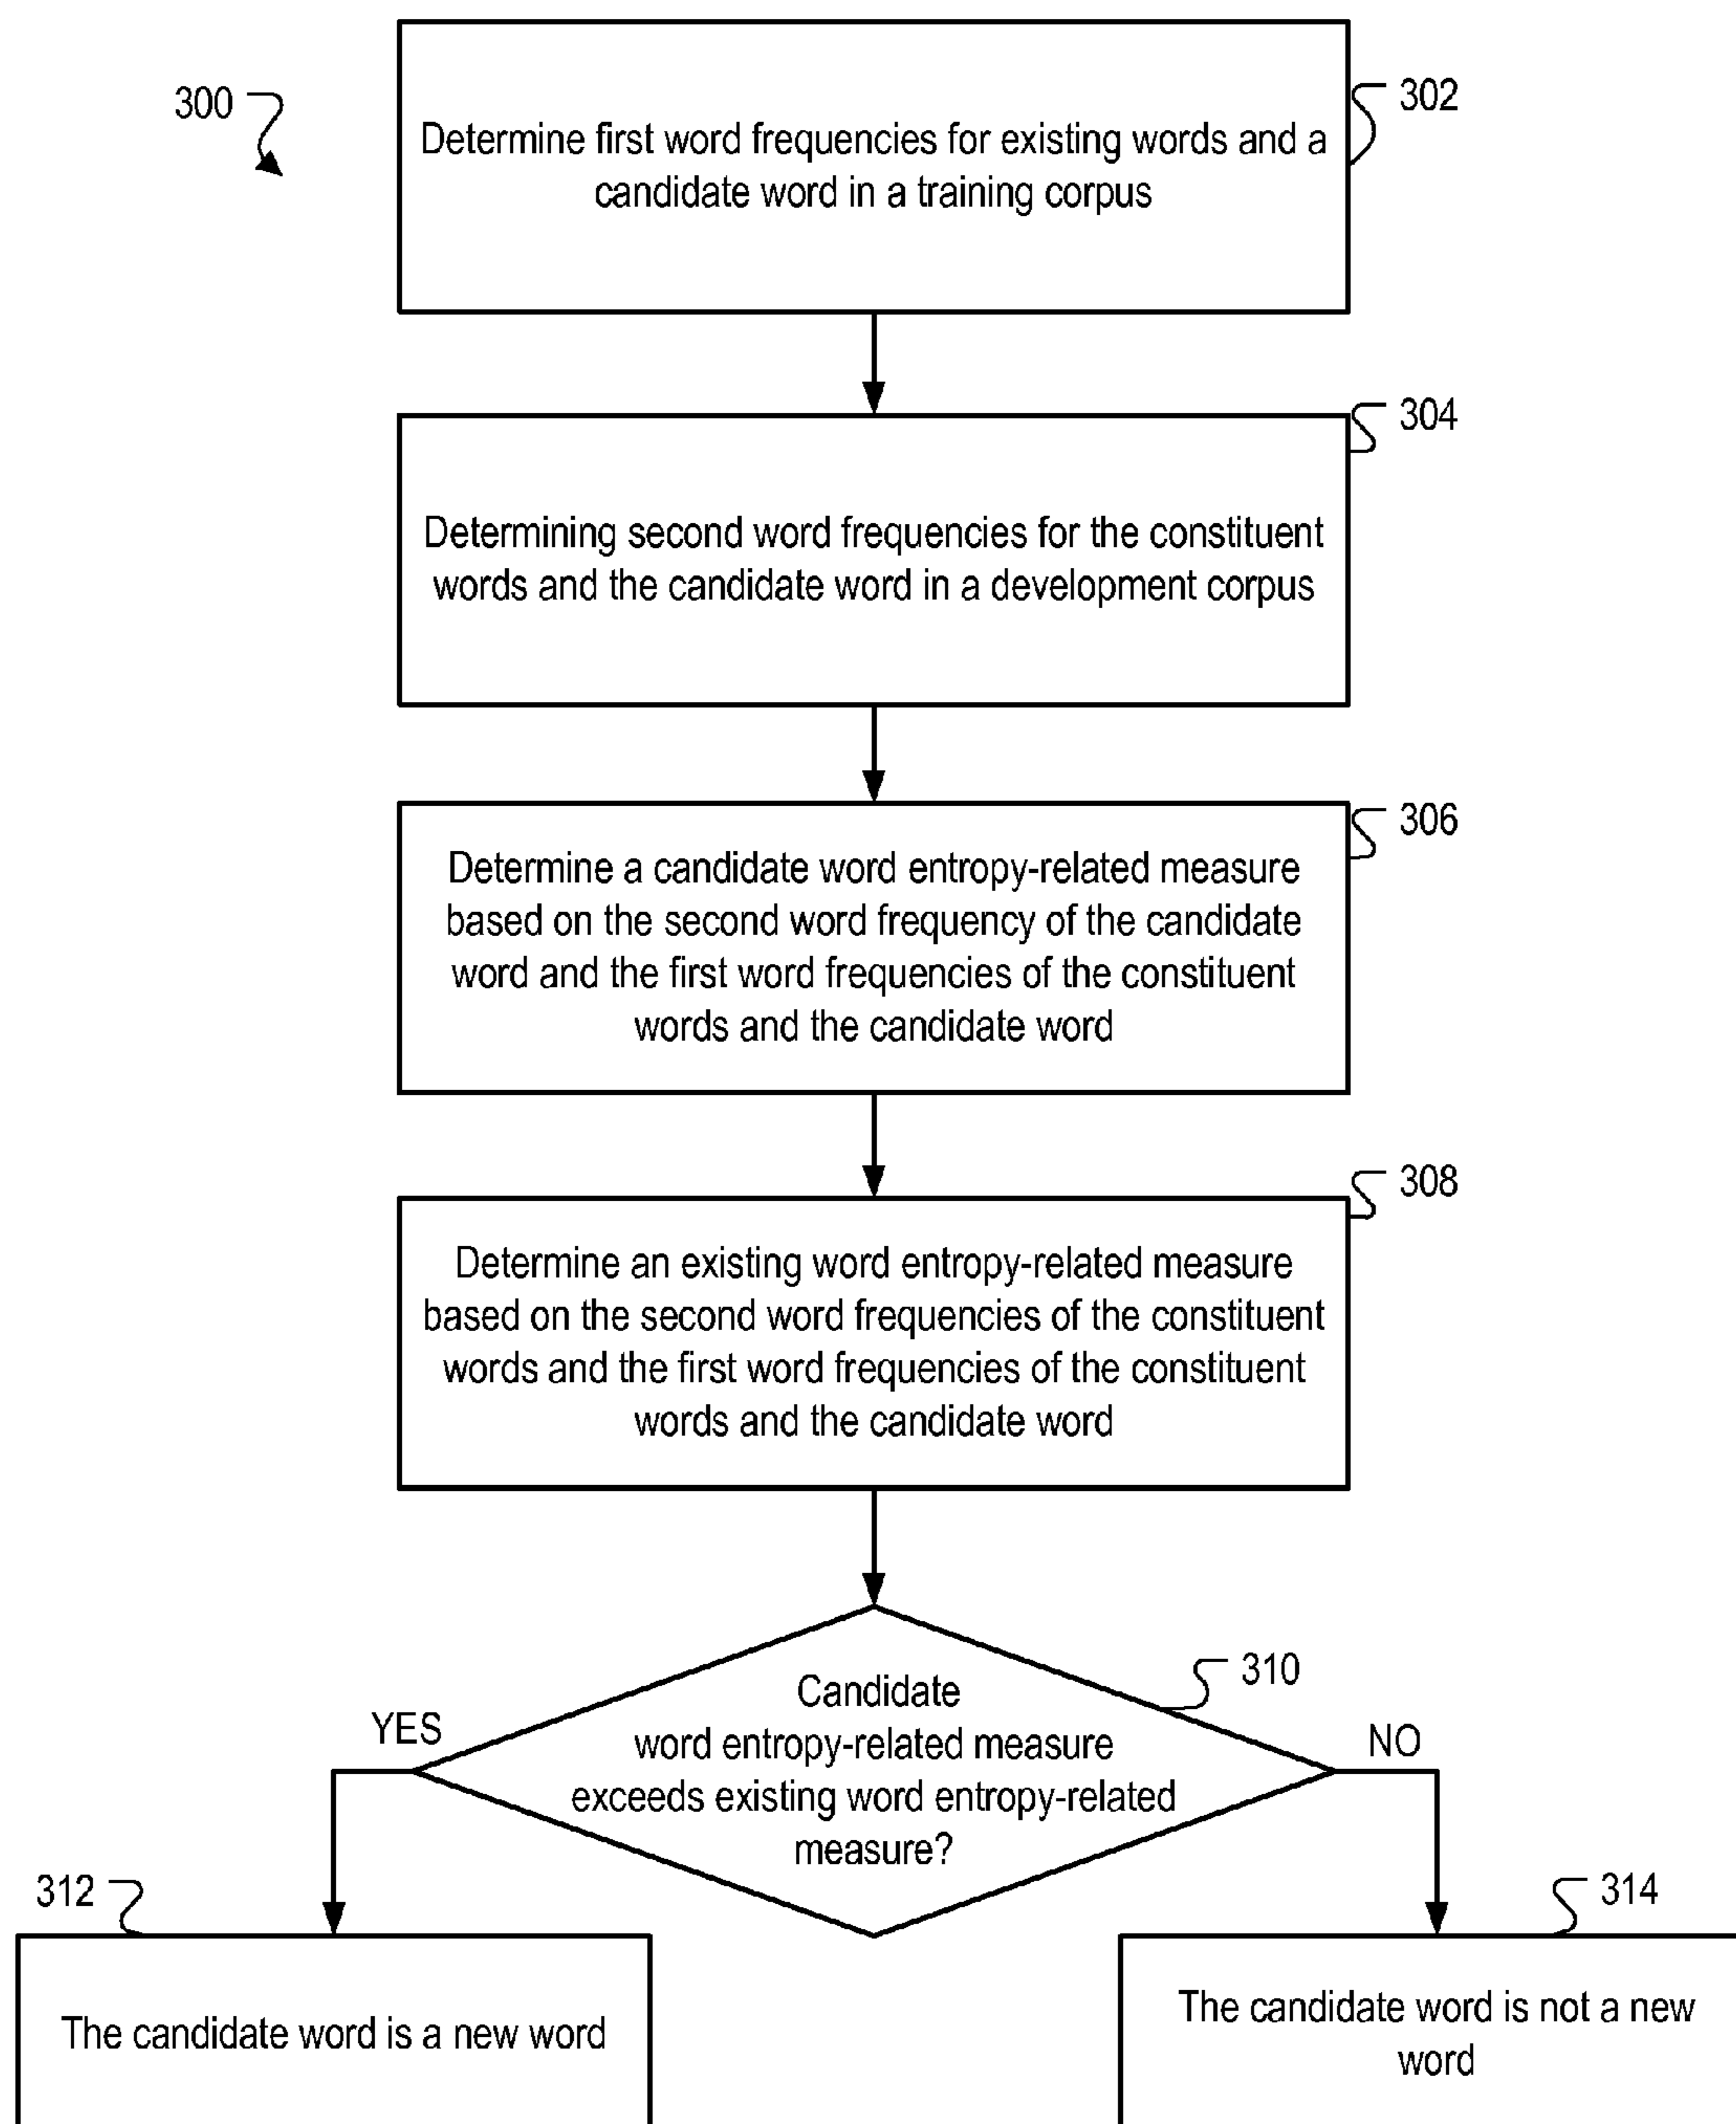 300
302
Determine first word frequencies for existing words and a
candidate word in a training corpus
304
Determining second word frequencies for the constituent
words and the candidate word in a development corpus
306
Determine a candidate word entropy-related measure
based on the second word frequency of the candidate
word and the first word frequencies of the constituent
words and the candidate word
308
Determine an existing word entropy-related measure
based on the second word frequencies of the constituent
words and the first word frequencies of the constituent
words and the candidate word
310
Candidate
word entropy-related measure
exceeds existing word entropy-related
measure?
YES
NO
312
The candidate word is a new word
314
The candidate word is not a new
word